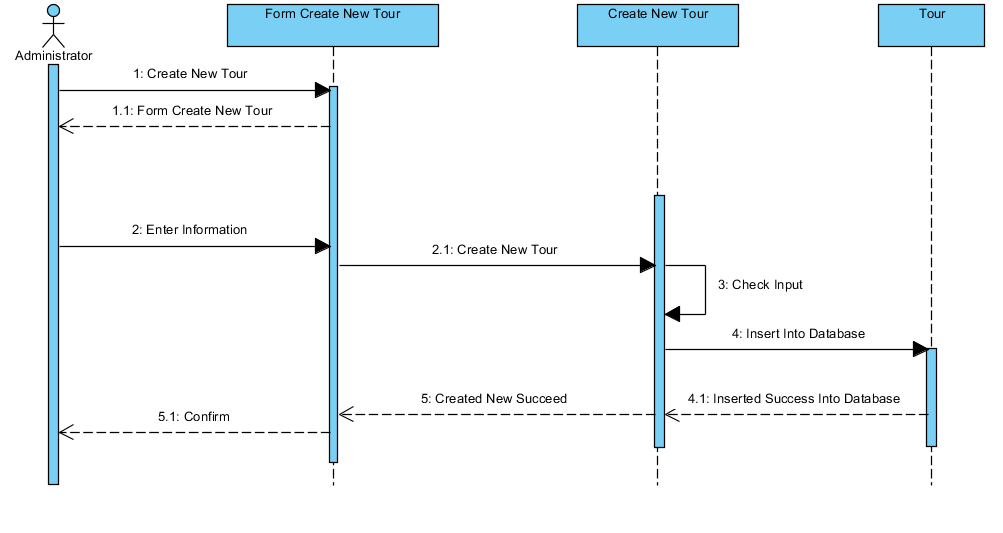 Form Create New Tour
Create New Tour
Tour
Administrator
1: Create New Tour
1.1: Form Create New Tour
2: Enter Information
2.1: Create New Tour
3: Check Input
4: Insert Into Database
4.1: Inserted Success Into Database
5: Created New Succeed
5.1: Confirm